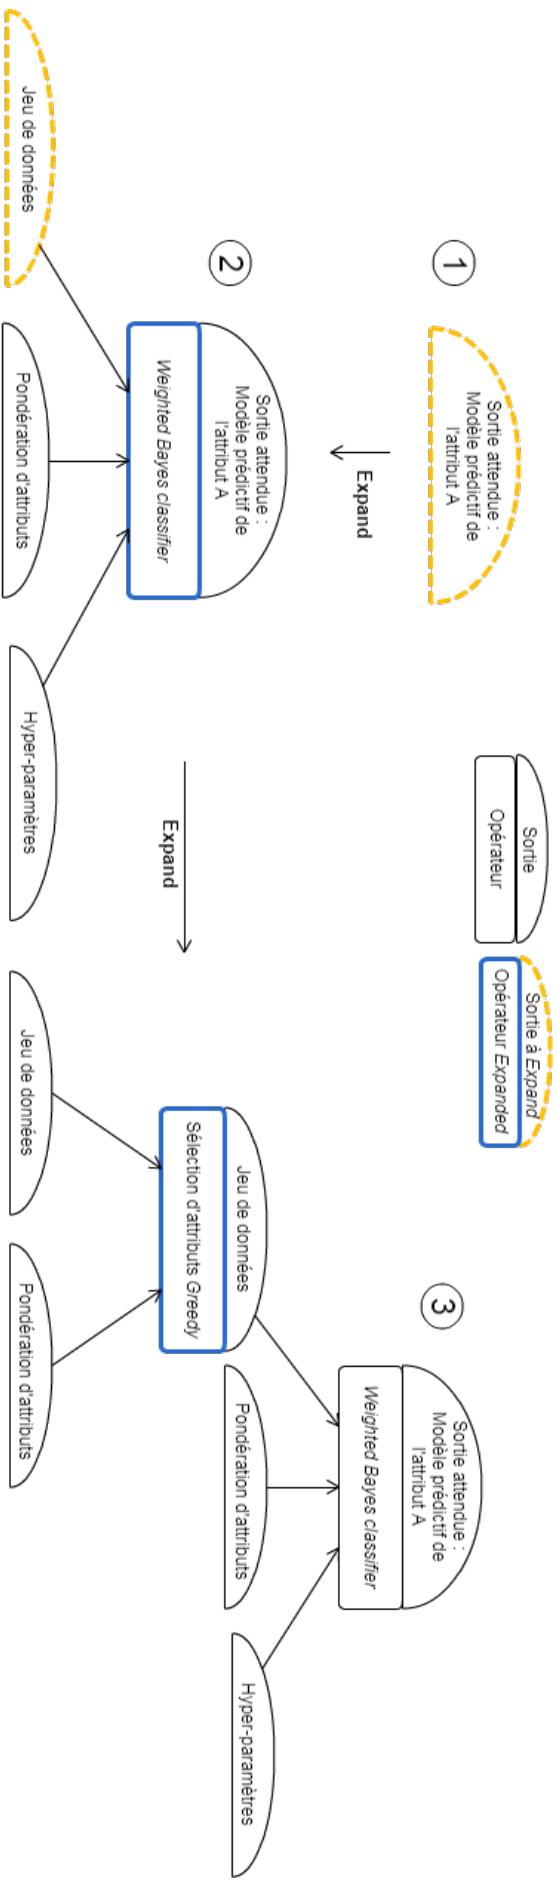 1
Sortie attendue :
Modèle prédictif de
l'attribut A
Expand
2
Sortie attendue :
Modèle prédictif de
l'attribut A
Weighted Bayes classifier
Jeu de données
Pondération d'attributs
Hyper-paramètres
Expand
Sortie
Opérateur
Sortie à Expand
Opérateur Expanded
3
Sortie attendue :
Modèle prédictif de
l'attribut A
Weighted Bayes classifier
Jeu de données
Sélection d'attributs Greedy
Pondération d'attributs
Hyper-paramètres
Jeu de données
Pondération d'attributs